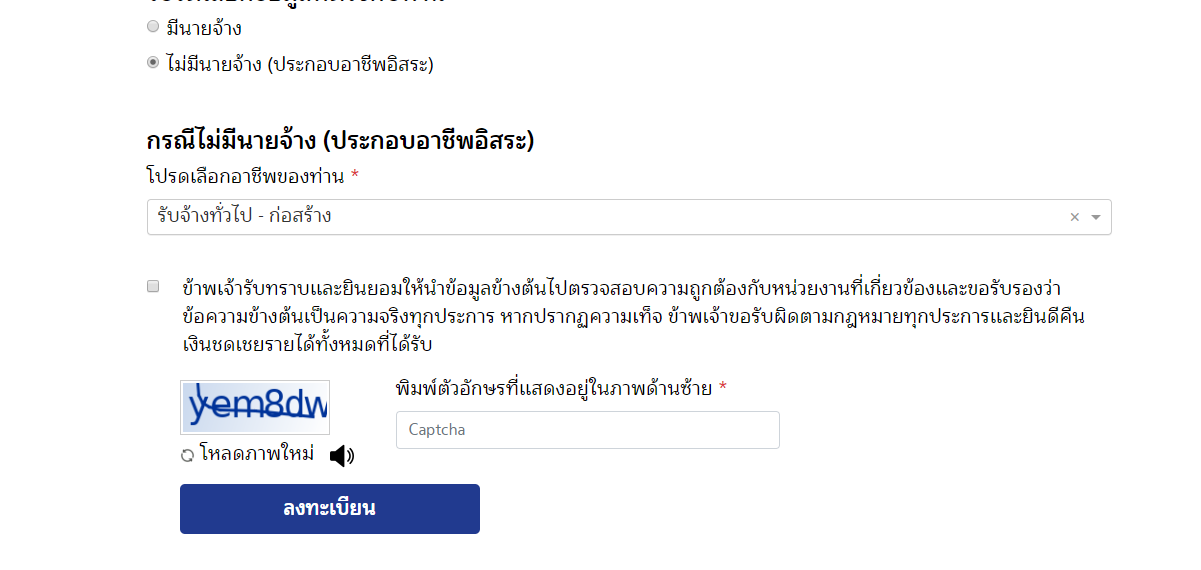 มีนายจ้าง
ไม่มีนายจ้าง (ประกอบอาชีพอิสระ)
กรณีไม่มีนายจ้าง (ประกอบอาชีพอิสระ)
โปรดเลือกอาชีพของท่าน *
รับจ้างทั่วไป - ก่อสร้าง
ข้าพเจ้ารับทราบและยินยอมให้นำข้อมูลข้างต้นไปตรวจสอบความถูกต้องกับหน่วยงานที่เกี่ยวข้องและขอรับรองว่า
ข้อความข้างต้นเป็นความจริงทุกประการ หากปรากฏความเท็จ ข้าพเจ้าขอรับผิดตามกฎหมายทุกประการและยินดีคืน
เงินชดเชยรายได้ทั้งหมดที่ได้รับ
พิมพ์ตัวอักษรที่แสดงอยู่ในภาพด้านซ้าย *
Captcha
โหลดภาพใหม่
ลงทะเบียน